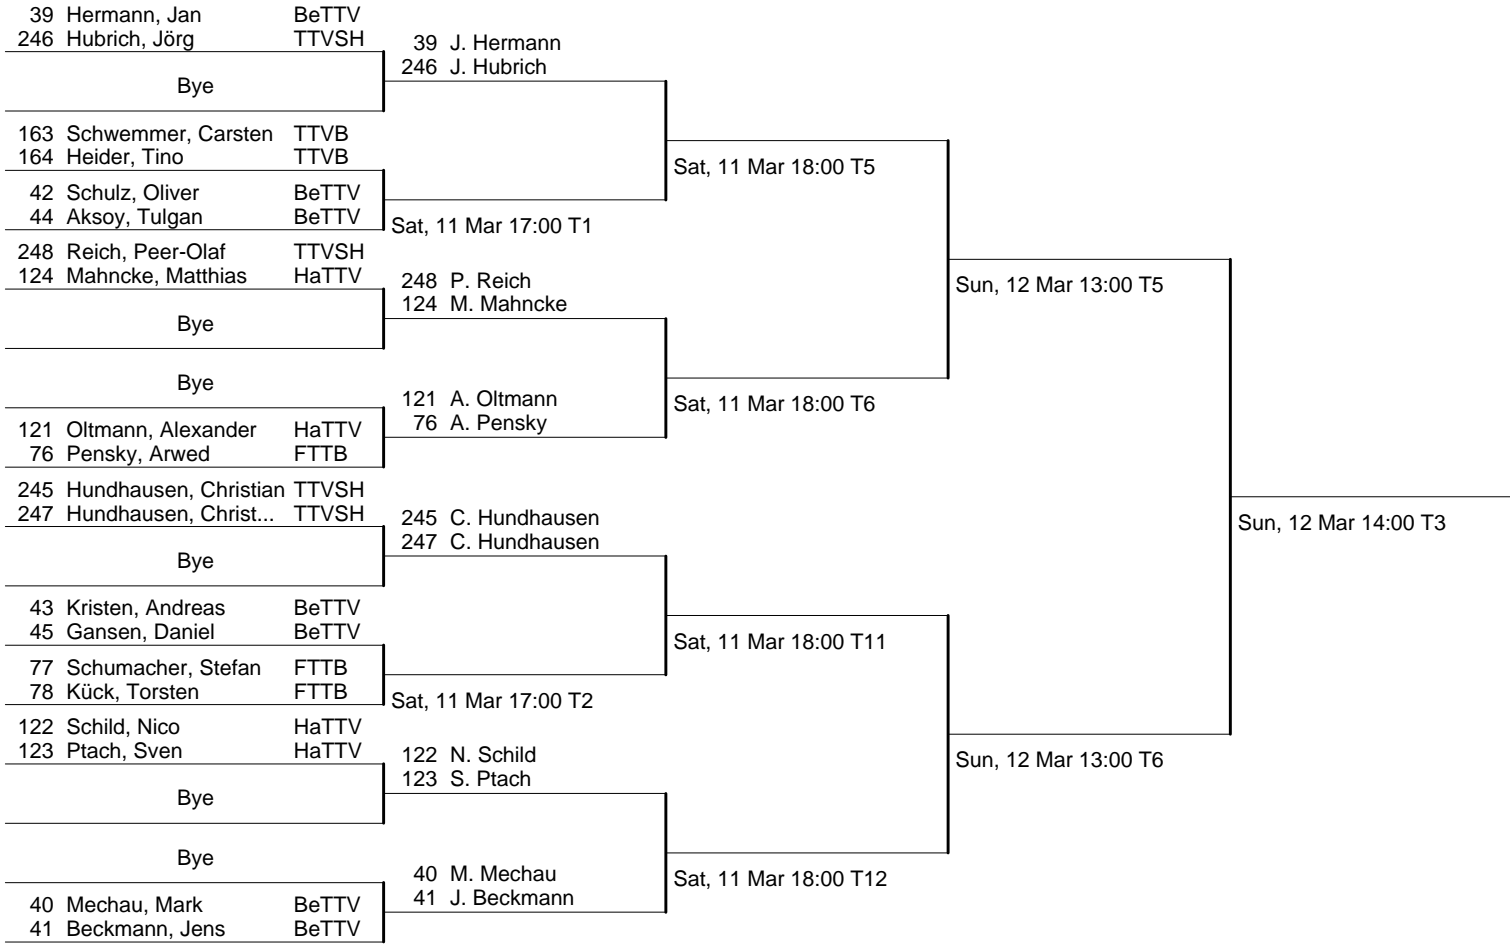 39 Hermann, Jan BeTTV
246 Hubrich, Jörg TTVSH
Bye
163 Schwemmer, Carsten TTVB
164 Heider, Tino TTVB
42 Schulz, Oliver BeTTV
44 Aksoy, Tulgan BeTTV
248 Reich, Peer-Olaf TTVSH
124 Mahncke, Matthias HaTTV
Bye
Bye
121 Oltmann, Alexander HaTTV
76 Pensky, Arwed FTTB
245 Hundhausen, Christian TTVSH
247 Hundhausen, Christ... TTVSH
Bye
43 Kristen, Andreas BeTTV
45 Gansen, Daniel BeTTV
77 Schumacher, Stefan FTTB
78 Kück, Torsten FTTB
122 Schild, Nico HaTTV
123 Ptach, Sven HaTTV
Bye
Bye
40 Mechau, Mark BeTTV
41 Beckmann, Jens BeTTV
39 J. Hermann
246 J. Hubrich
Sat, 11 Mar 17:00 T1
248 P. Reich
124 M. Mahncke
121 A. Oltmann
76 A. Pensky
245 C. Hundhausen
247 C. Hundhausen
Sat, 11 Mar 17:00 T2
122 N. Schild
123 S. Ptach
40 M. Mechau
41 J. Beckmann
Sat, 11 Mar 18:00 T5
Sat, 11 Mar 18:00 T6
Sat, 11 Mar 18:00 T11
Sat, 11 Mar 18:00 T12
Sun, 12 Mar 13:00 T5
Sun, 12 Mar 13:00 T6
Sun, 12 Mar 14:00 T3